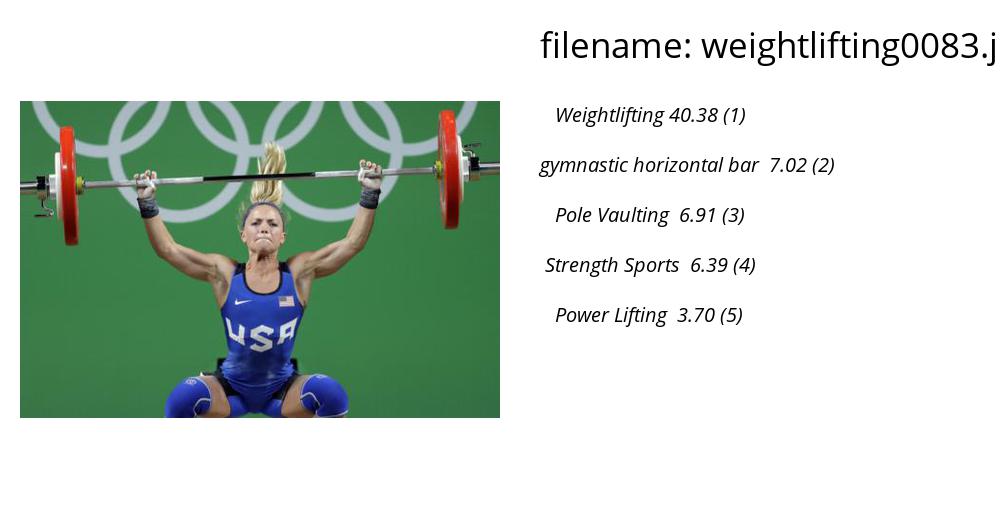 filename: weightlifting0083.j
Weightlifting 40.38 (1)
gymnastic horizontal bar 7.02 (2)
Pole Vaulting 6.91 (3)
Strength Sports 6.39 (4)
Power Lifting 3.70 (5)
USA